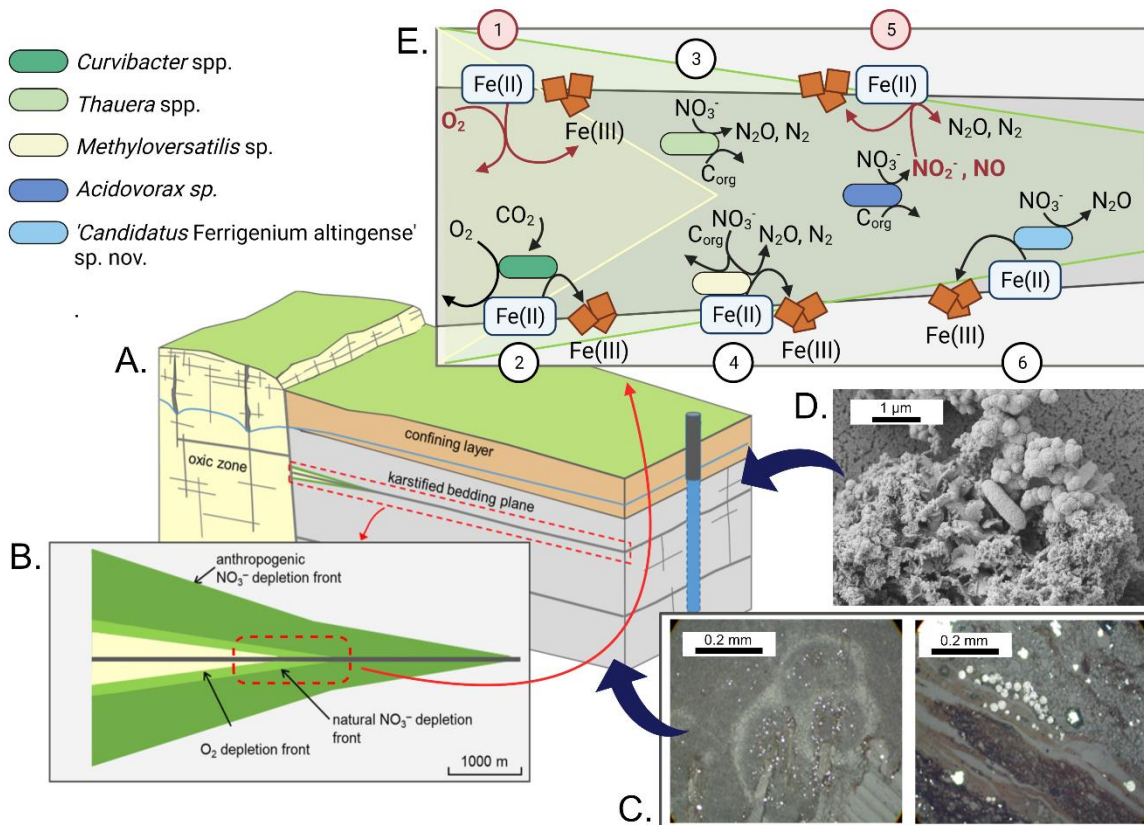 Curvibacter spp.
Thauera spp.
Methyloversatilis sp.
Acidovorax sp.
'Candidatus Ferrigenium altingense'
sp. nov.
.
E.
1
3
5
Fe(II)
O₂
Fe(III)
NO₃⁻
N₂O, N₂
C_org
Fe(II)
N₂O, N₂
NO₃⁻
NO₂⁻, NO
C_org
O₂
CO₂
Fe(II)
Fe(III)
C_org
NO₃⁻
N₂O, N₂
Fe(II)
Fe(III)
NO₃⁻
N₂O
Fe(II)
Fe(III)
2
4
6
A.
oxic zone
confining layer
karstified bedding plane
B.
anthropogenic
NO₃⁻ depletion front
natural NO₃⁻ depletion
front
O₂ depletion front
1000 m
D.
1 µm
C.
0.2 mm
0.2 mm